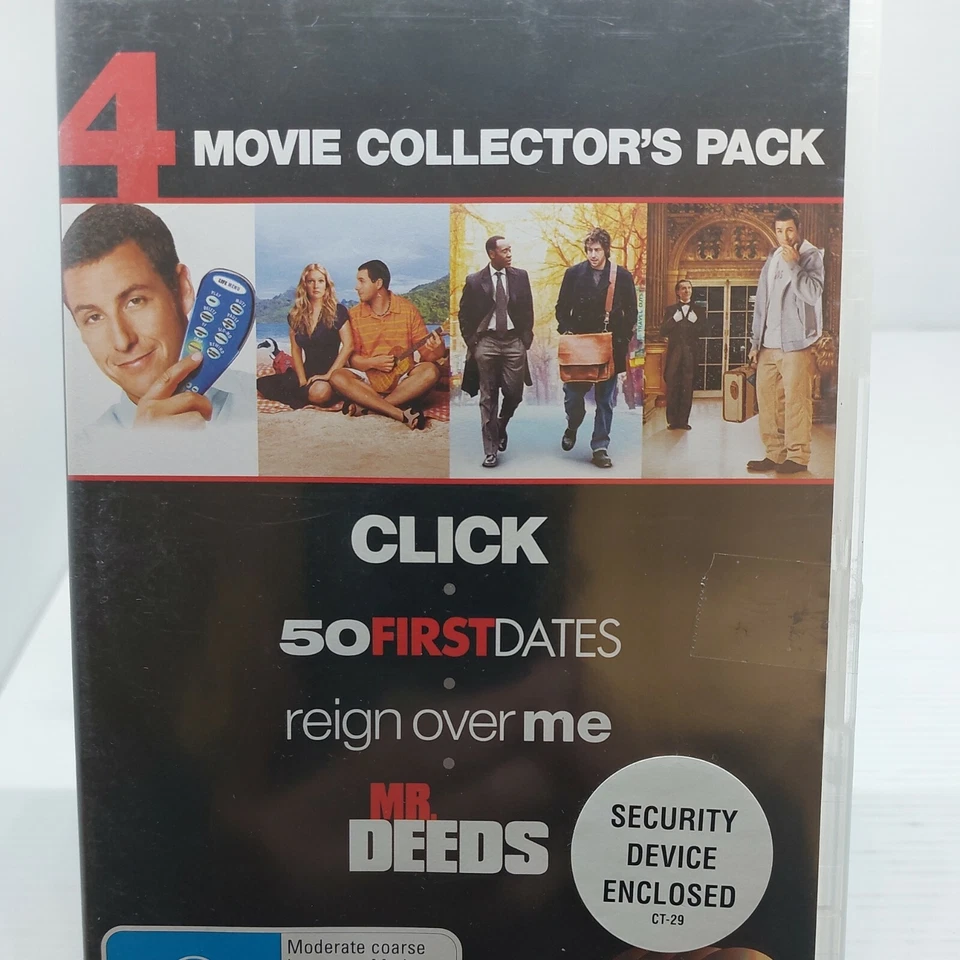 4 MOVIE COLLECTOR'S PACK
CLICK
50FIRSTDATES
reign over me
MR.
DEEDS
SECURITY
DEVICE
ENCLOSED
CT-29
Moderate coarse